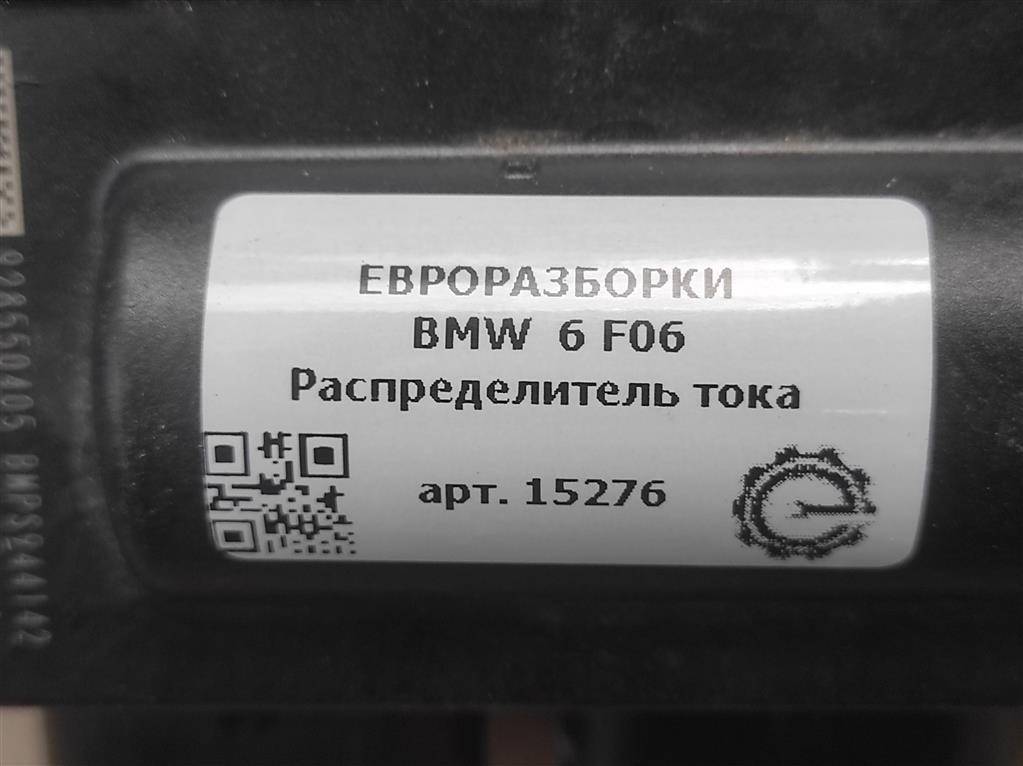 ЕВРОРАЗБОРКИ
BMW 6 F06
Распределитель тока
арт. 15276